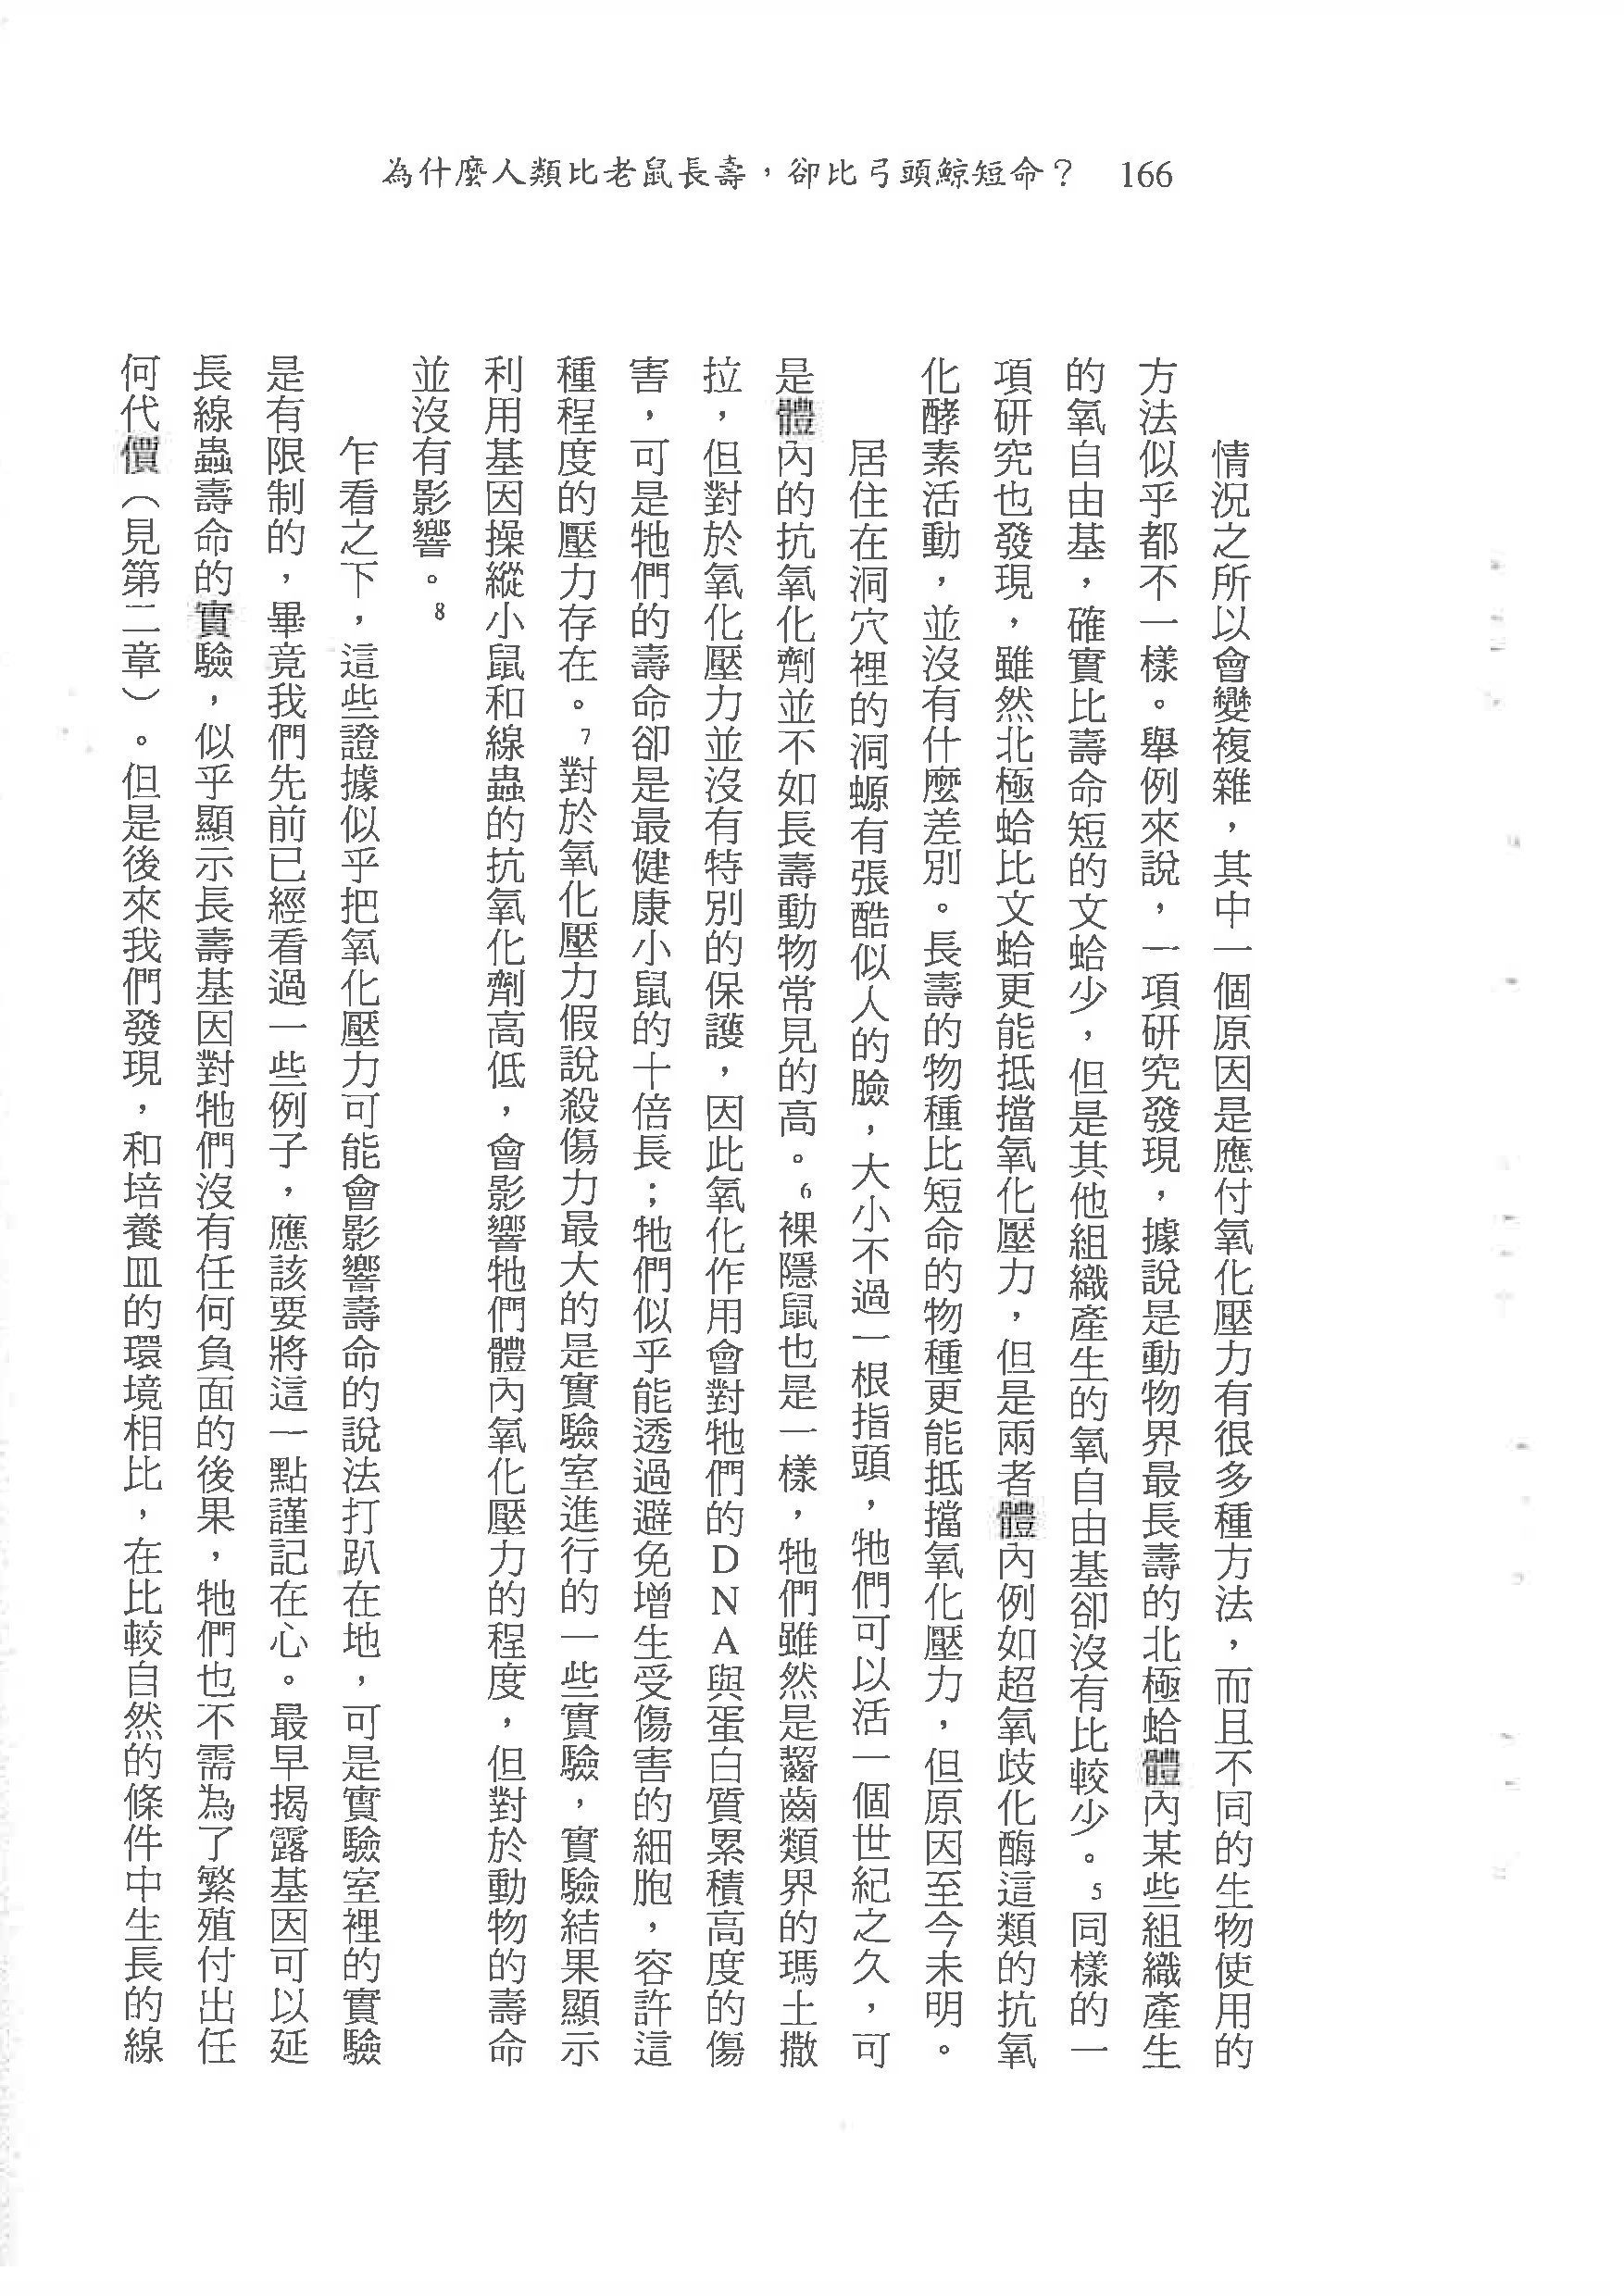 為什麼人類比老鼠長壽，卻比弓頭鯨短命？ 166
情況之所以會變複雜，其中一個原因是應付氧化壓力有很多種方法，而且不同的生物使用的
方法似乎都不一樣。舉例來說，一項研究發現，據說是動物界最長壽的北極蛤體內某些組織產生
的氧自由基，確實比壽命短的文蛤少，但是其他組織產生的氧自由基卻沒有比較少。5同樣的一
項研究也發現，雖然北極蛤比文蛤更能抵擋氧化壓力，但是兩者體內例如超氧歧化酶這類的抗氧
化酵素活動，並沒有什麼差別。長壽的物種比短命的物種更能抵擋氧化壓力，但原因至今未明。
居住在洞穴裡的洞螈有張酷似人的臉，大小不過一根指頭，牠們可以活一個世紀之久，可
是體內的抗氧化劑並不如長壽動物常見的高。6裸隱鼠也是一樣，牠們雖然是齧齒類界的瑪土撒
拉，但對於氧化壓力並沒有特別的保護，因此氧化作用會對牠們的DNA與蛋白質累積高度的傷
害，可是牠們的壽命卻是最健康小鼠的十倍長；牠們似乎能透過避免增生受傷害的細胞，容許這
種程度的壓力存在。7對於氧化壓力假說殺傷力最大的是實驗室進行的一些實驗，實驗結果顯示
利用基因操縱小鼠和線蟲的抗氧化劑高低，會影響牠們體內氧化壓力的程度，但對於動物的壽命
並沒有影響。8
乍看之下，這些證據似乎把氧化壓力可能會影響壽命的說法打趴在地，可是實驗室裡的實驗
是有限制的，畢竟我們先前已經看過一些例子，應該要將這一點謹記在心。最早揭露基因可以延
長線蟲壽命的實驗，似乎顯示長壽基因對牠們沒有任何負面的後果，牠們也不需為了繁殖付出任
何代價（見第二章）。但是後來我們發現，和培養皿的環境相比，在比較自然的條件中生長的線